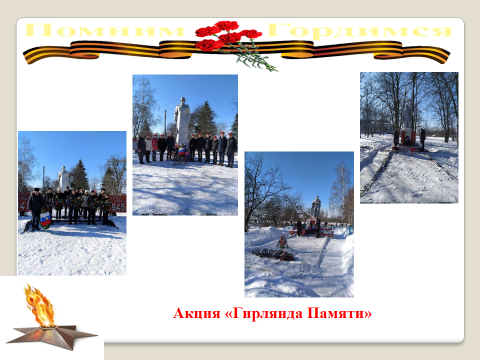 Помним Гордимся
Акция «Гирлянда Памяти»